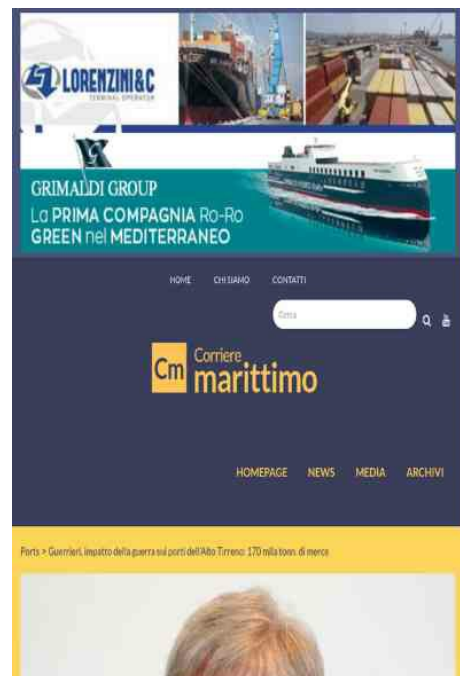 LORENZINI&C
TERMINAL OPERATOR
GRIMALDI GROUP
La PRIMA COMPAGNIA Ro-Ro
GREEN nel MEDITERRANEO
HOME CHI SIAMO CONTATTI
Cerca
Cm Corriere
marittimo
HOMEPAGE NEWS MEDIA ARCHIVI
Ports > Guerrieri, impatto della guerra sui porti dell'Alto Tirreno: 170 mila tonn. di merce